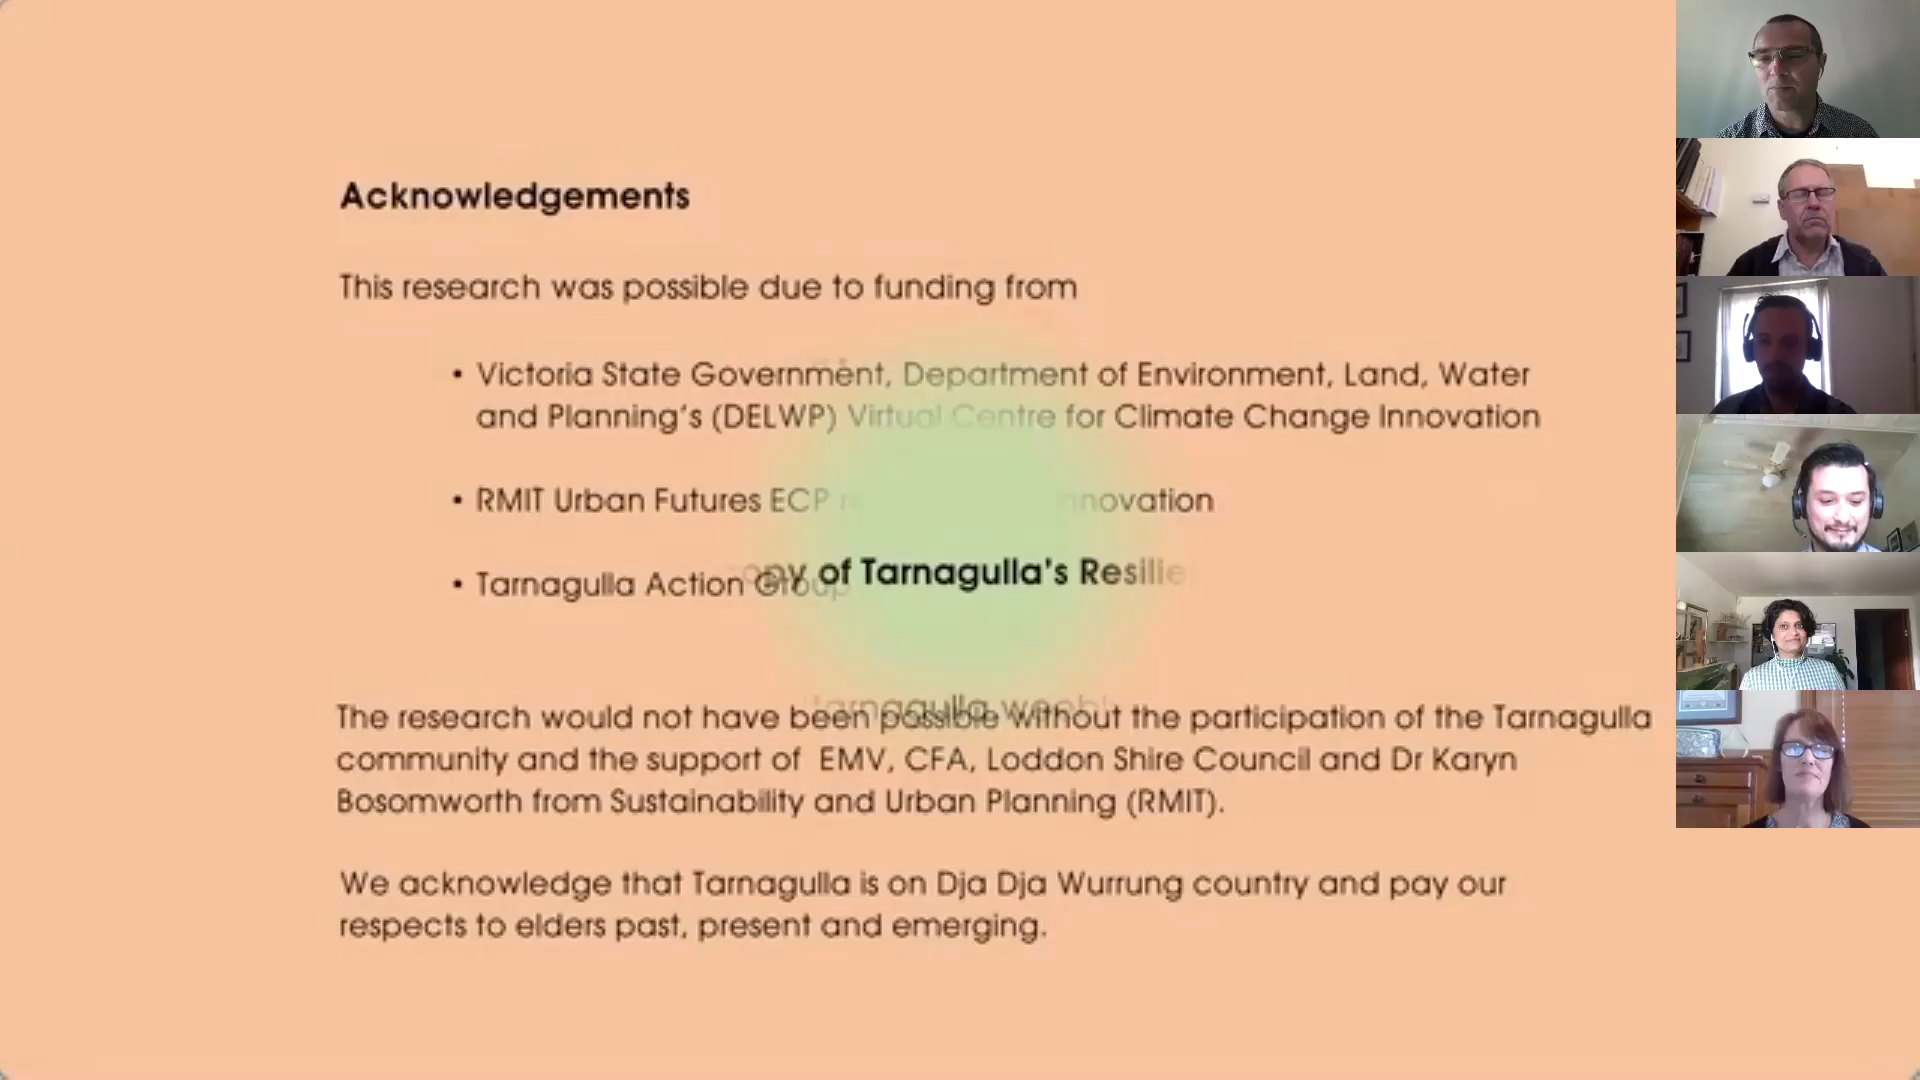 Acknowledgements
This research was possible due to funding from
• Victoria State Government, Department of Environment, Land, Water
and Planning's (DELWP) Virtual Centre for Climate Change Innovation
• RMIT Urban Futures ECP
• Tarnagulla Action Group
of Tarnagulla's
The research would not have been possible without the participation of the Tarnagulla
community and the support of EMV, CFA, Loddon Shire Council and Dr Karyn
Bosomworth from Sustainability and Urban Planning (RMIT).
We acknowledge that Tarnagulla is on Dja Dja Wurrung country and pay our
respects to elders past, present and emerging.